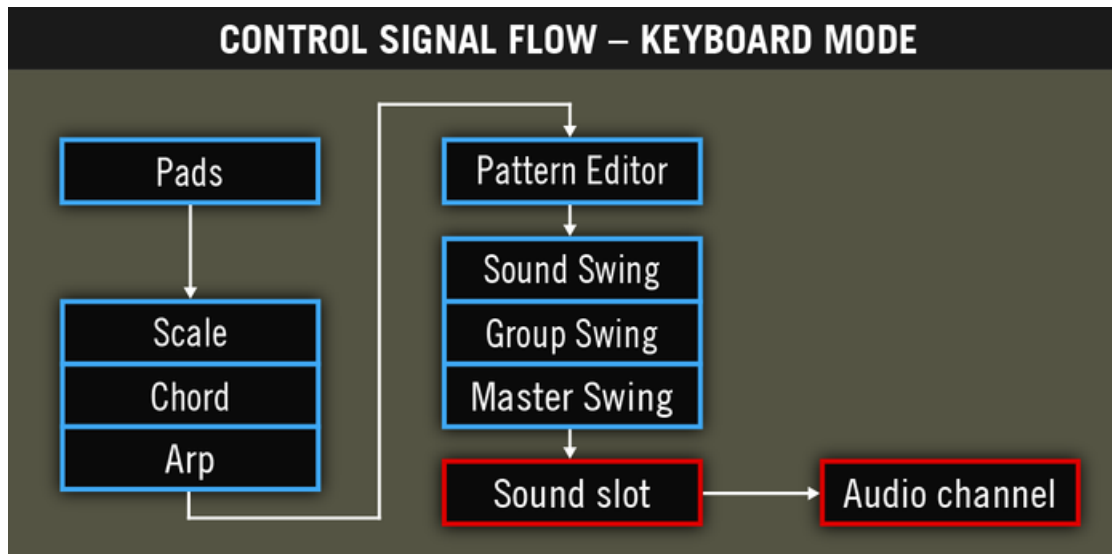 CONTROL SIGNAL FLOW – KEYBOARD MODE
Pads
Scale
Chord
Arp
Pattern Editor
Sound Swing
Group Swing
Master Swing
Sound slot
Audio channel